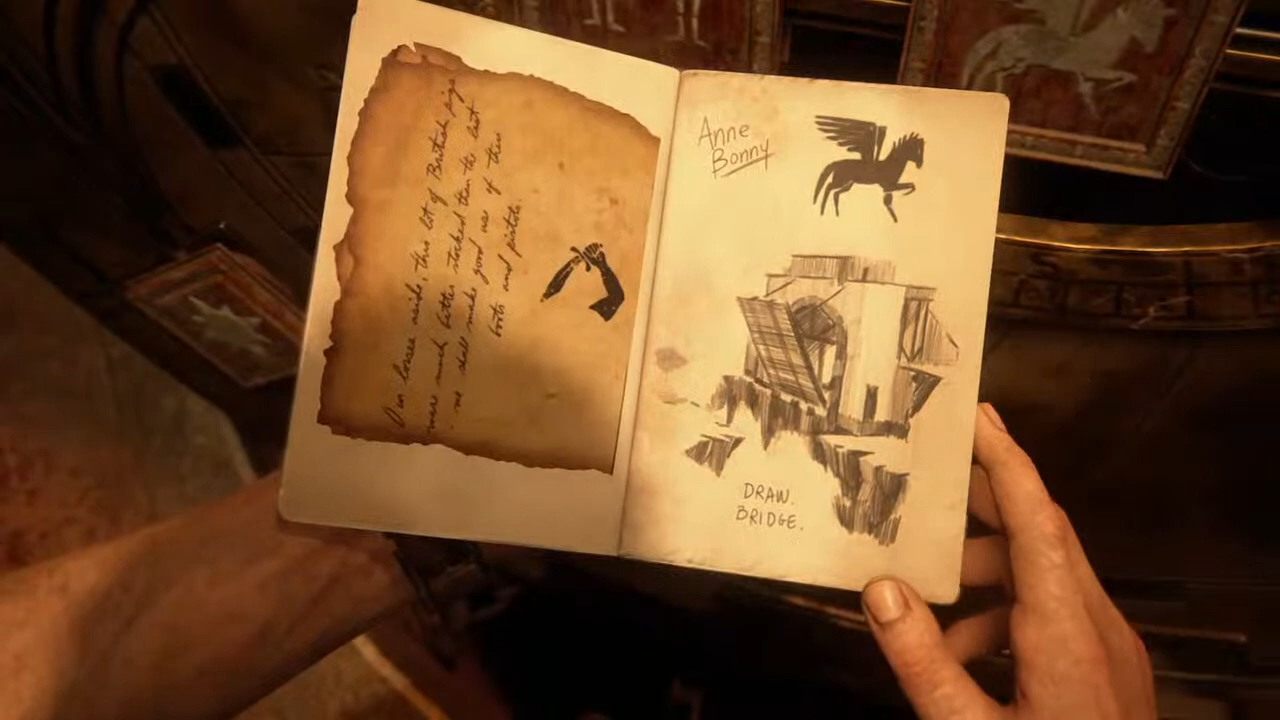 Our losses aside, this lot of British pigs
were much better stocked than the last
- we shall make good use of their
boots and pistols.
Anne
Bonny
DRAW.
BRIDGE.